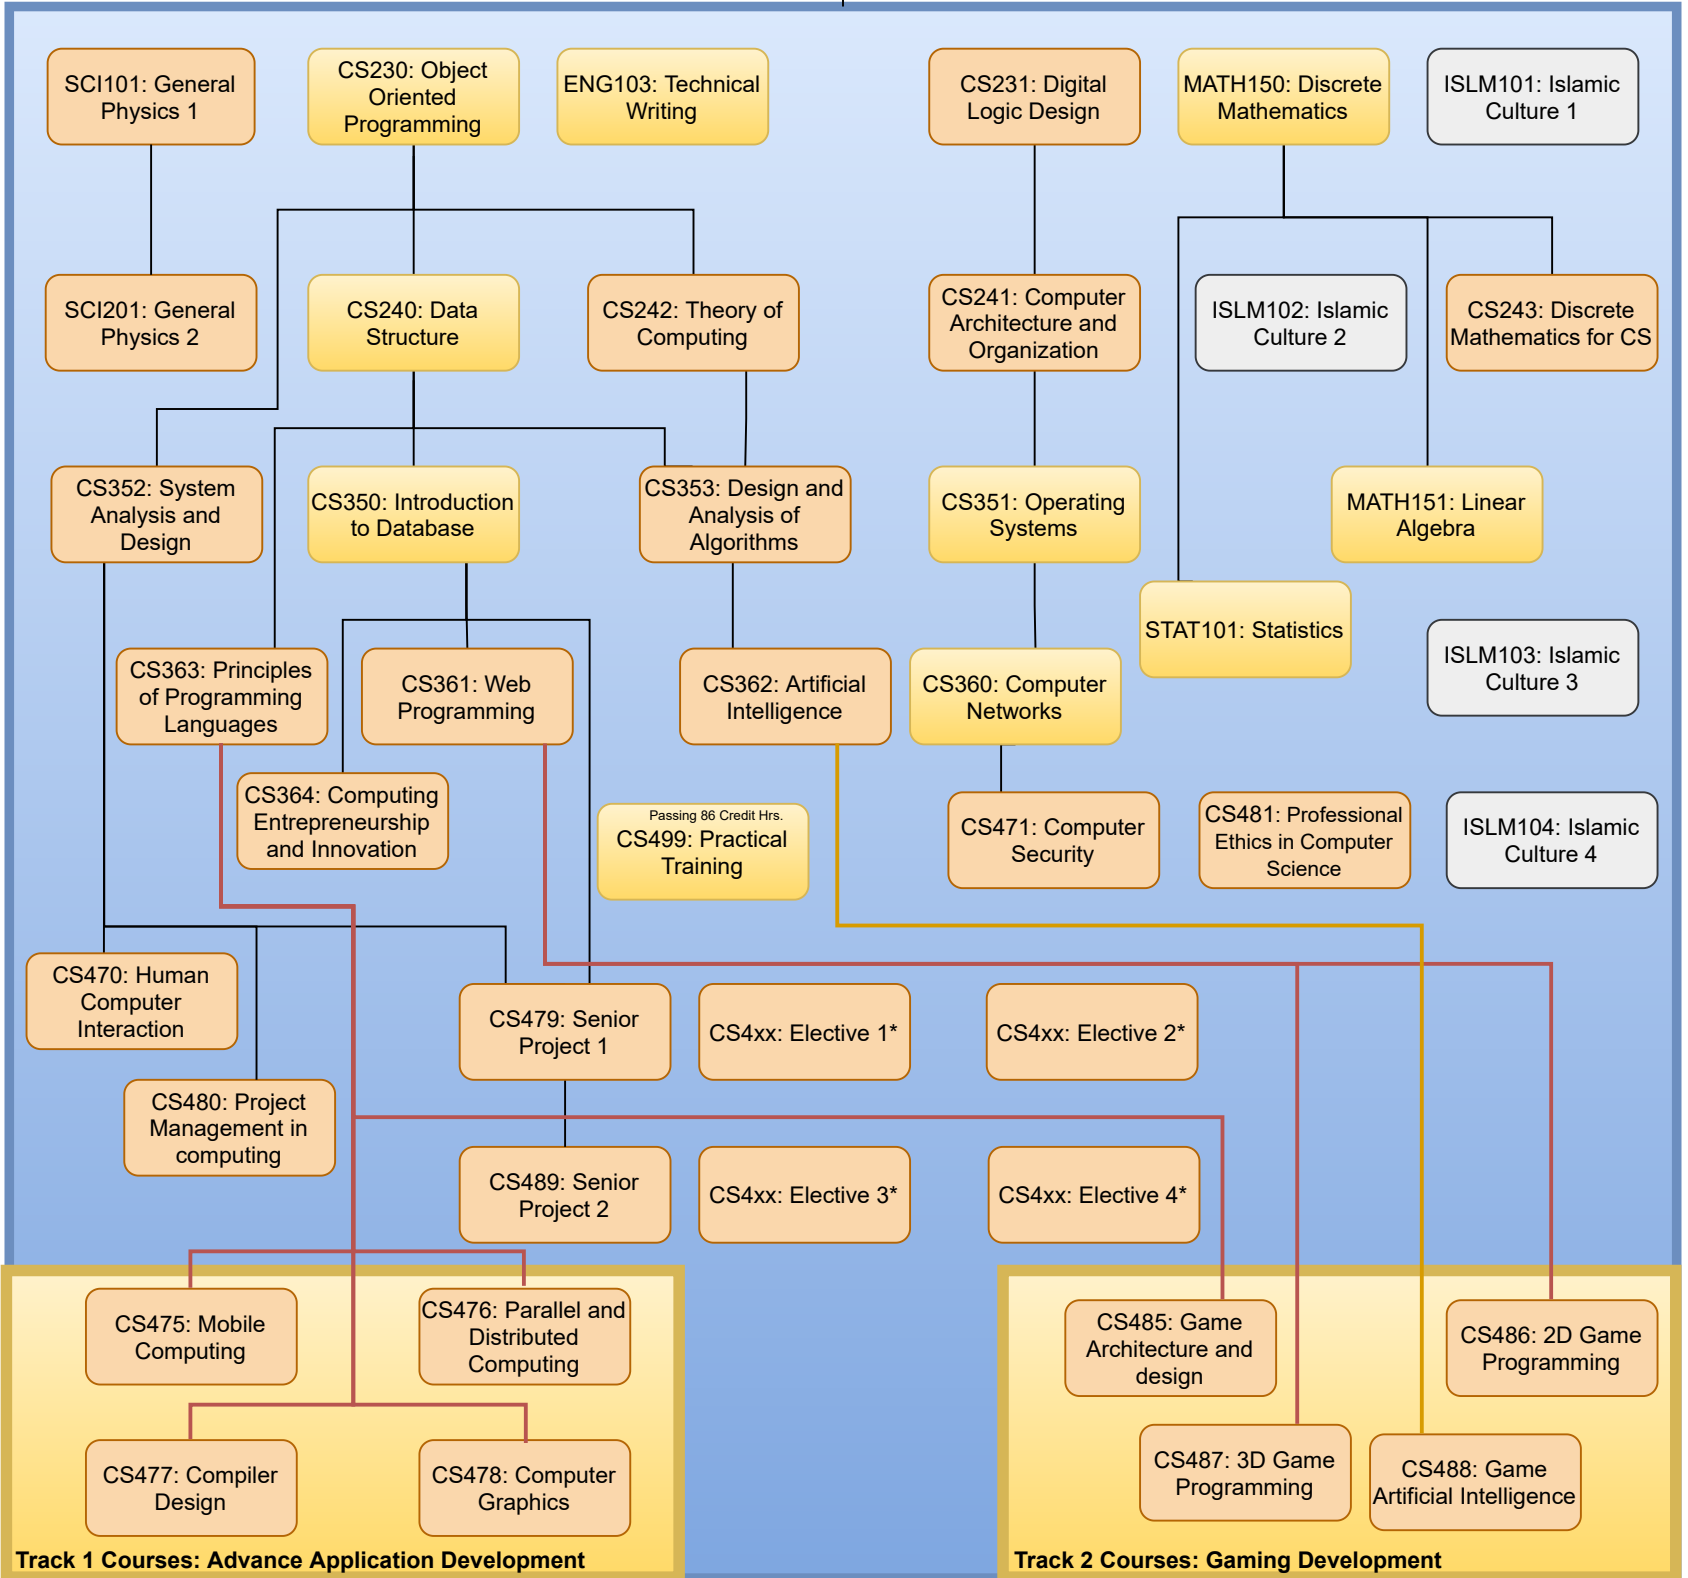 SCI101: General
Physics 1
CS230: Object
Oriented
Programming
ENG103: Technical
Writing
CS231: Digital
Logic Design
MATH150: Discrete
Mathematics
ISLM101: Islamic
Culture 1
SCI201: General
Physics 2
CS240: Data
Structure
CS242: Theory of
Computing
CS241: Computer
Architecture and
Organization
ISLM102: Islamic
Culture 2
CS243: Discrete
Mathematics for CS
CS352: System
Analysis and
Design
CS350: Introduction
to Database
CS353: Design and
Analysis of
Algorithms
CS351: Operating
Systems
MATH151: Linear
Algebra
STAT101: Statistics
CS363: Principles
of Programming
Languages
CS361: Web
Programming
CS362: Artificial
Intelligence
CS360: Computer
Networks
ISLM103: Islamic
Culture 3
CS364: Computing
Entrepreneurship
and Innovation
Passing 86 Credit Hrs.
CS499: Practical
Training
CS471: Computer
Security
CS481: Professional
Ethics in Computer
Science
ISLM104: Islamic
Culture 4
CS470: Human
Computer
Interaction
CS479: Senior
Project 1
CS4xx: Elective 1*
CS4xx: Elective 2*
CS480: Project
Management in
computing
CS489: Senior
Project 2
CS4xx: Elective 3*
CS4xx: Elective 4*
CS475: Mobile
Computing
CS476: Parallel and
Distributed
Computing
CS477: Compiler
Design
CS478: Computer
Graphics
Track 1 Courses: Advance Application Development
CS485: Game
Architecture and
design
CS486: 2D Game
Programming
CS487: 3D Game
Programming
CS488: Game
Artificial Intelligence
Track 2 Courses: Gaming Development